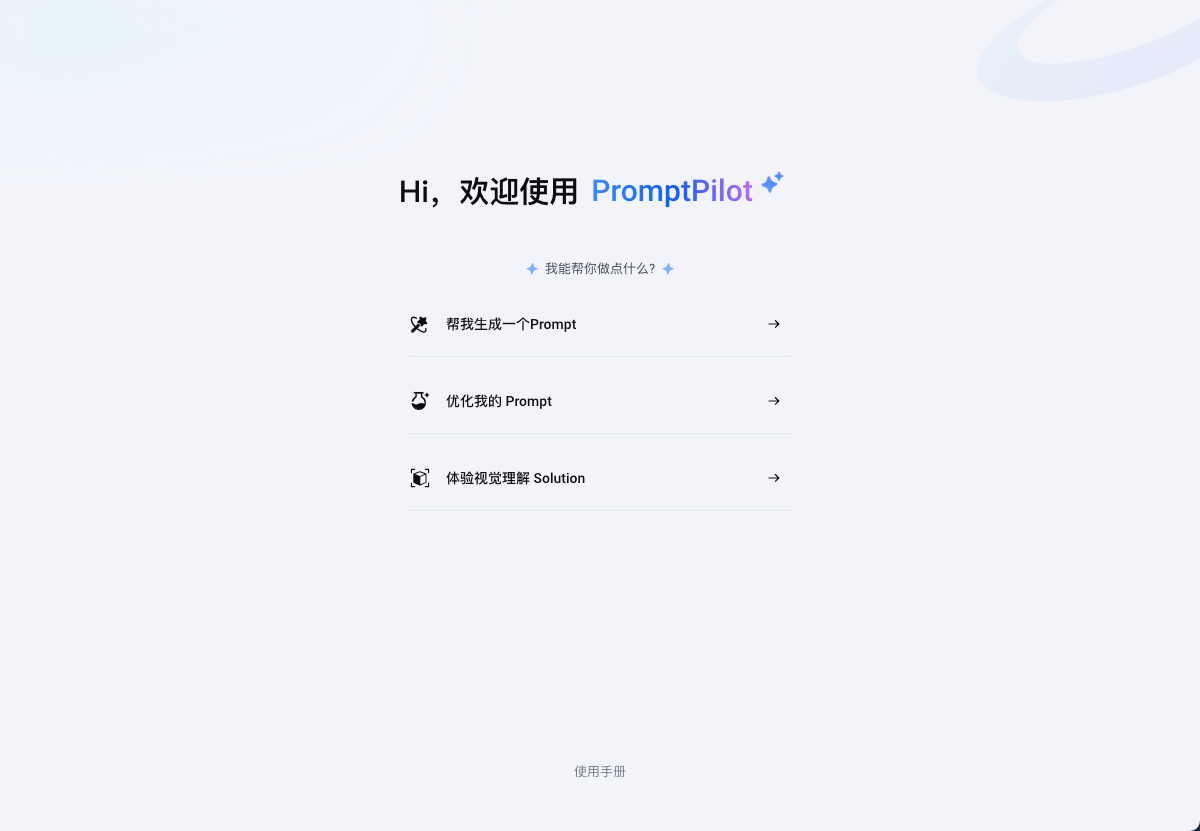 Hi，欢迎使用 PromptPilot
我能帮你做点什么?
帮我生成一个Prompt
优化我的 Prompt
体验视觉理解 Solution
使用手册